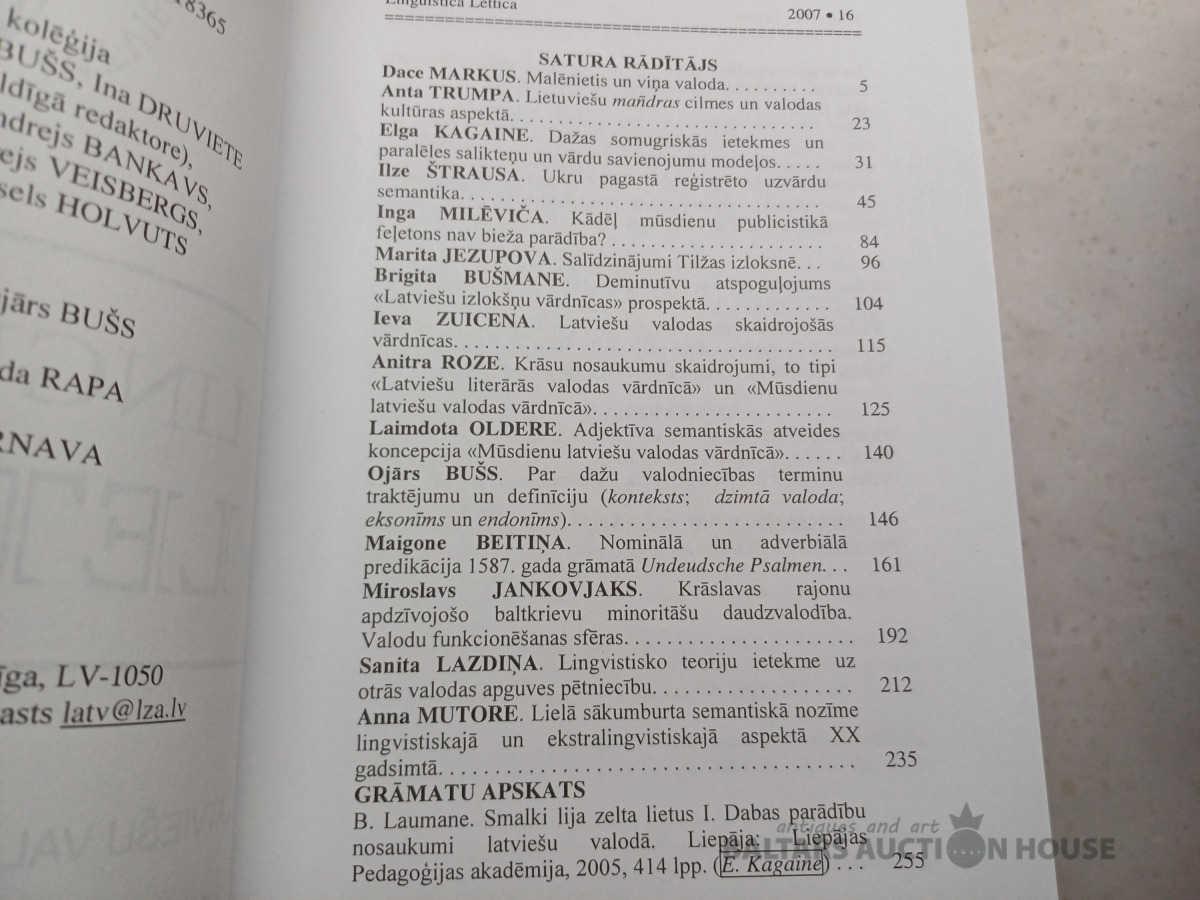 18365
kolēģija
BUŠS, Ina DRUVIETE
ldīgā redaktore),
ndrejs BANKAVS,
rejs VEISBERGS,
sels HOLVUTS
jārs BUŠS
da RAPA
RNAVA
īga, LV-1050
asts latv@lza.lv
Linguistica Lettica
2007 • 16
SATURA RĀDĪTĀJS
Dace MARKUS. Malēnietis un viņa valoda. . . . . . . . . . 5
Anta TRUMPA. Lietuviešu mañdras cilmes un valodas
kultūras aspektā. . . . . . . . . . . . . . . . . . . . . . . . . . . . . . . 23
Elga KAGAINE. Dažas somugriskās ietekmes un
paralēles salikteņu un vārdu savienojumu modeļos. . . . . 31
Ilze ŠTRAUSA. Ukru pagastā reģistrēto uzvārdu
semantika. . . . . . . . . . . . . . . . . . . . . . . . . . . . . . . . . . . . 45
Inga MILĒVIČA. Kādēļ mūsdienu publicistikā
feļetons nav bieža parādība? . . . . . . . . . . . . . . . . . . . . . 84
Marita JEZUPOVA. Salīdzinājumi Tilžas izloksnē. . . 96
Brigita BUŠMANE. Deminutīvu atspoguļojums
«Latviešu izlokšņu vārdnīcas» prospektā. . . . . . . . . . . . 104
Ieva ZUICENA. Latviešu valodas skaidrojošās
vārdnīcas. . . . . . . . . . . . . . . . . . . . . . . . . . . . . . . . . . . . 115
Anitra ROZE. Krāsu nosaukumu skaidrojumi, to tipi
«Latviešu literārās valodas vārdnīcā» un «Mūsdienu
latviešu valodas vārdnīcā». . . . . . . . . . . . . . . . . . . . . . . 125
Laimdota OLDERE. Adjektīva semantiskās atveides
koncepcija «Mūsdienu latviešu valodas vārdnīcā». . . . . . 140
Ojārs BUŠS. Par dažu valodniecības terminu
traktējumu un definīciju (konteksts; dzimtā valoda;
eksonīms un endonīms). . . . . . . . . . . . . . . . . . . . . . . . . . 146
Maigone BEITIŅA. Nominālā un adverbiālā
predikācija 1587. gada grāmatā Undeudsche Psalmen. . . 161
Miroslavs JANKOVJAKS. Krāslavas rajonu
apdzīvojošo baltkrievu minoritāšu daudzvalodība.
Valodu funkcionēšanas sfēras. . . . . . . . . . . . . . . . . . . . . 192
Sanita LAZDIŅA. Lingvistisko teoriju ietekme uz
otrās valodas apguves pētniecību. . . . . . . . . . . . . . . . . . 212
Anna MUTORE. Lielā sākumburta semantiskā nozīme
lingvistiskajā un ekstralingvistiskajā aspektā XX
gadsimtā. . . . . . . . . . . . . . . . . . . . . . . . . . . . . . . . . . . . . 235
GRĀMATU APSKATS
B. Laumane. Smalki lija zelta lietus I. Dabas parādību
nosaukumi latviešu valodā. Liepāja: Liepājas
Pedagoģijas akadēmija, 2005, 414 lpp. (E. Kagaine) . . . 255
antiques and art
BALTARS AUCTION HOUSE